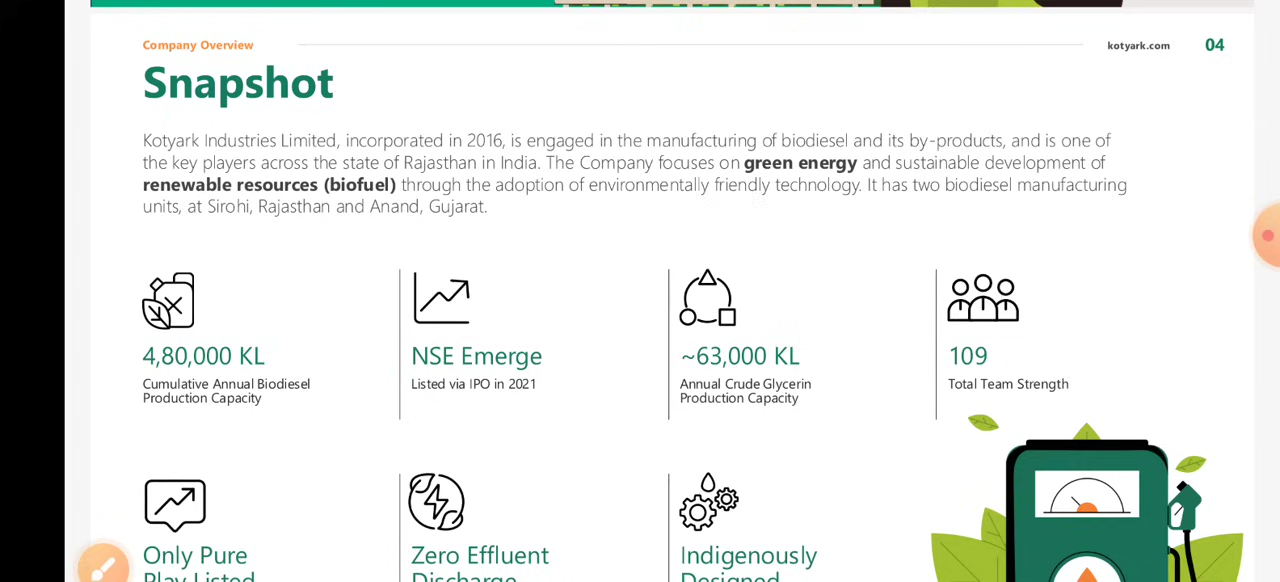 Company Overview
kotyark.com
04
Snapshot
Kotyark Industries Limited, incorporated in 2016, is engaged in the manufacturing of biodiesel and its by-products, and is one of
the key players across the state of Rajasthan in India. The Company focuses on green energy and sustainable development of
renewable resources (biofuel) through the adoption of environmentally friendly technology. It has two biodiesel manufacturing
units, at Sirohi, Rajasthan and Anand, Gujarat.
4,80,000 KL
Cumulative Annual Biodiesel
Production Capacity
NSE Emerge
Listed via IPO in 2021
~63,000 KL
Annual Crude Glycerin
Production Capacity
109
Total Team Strength
Only Pure
Play Listed
Zero Effluent
Discharge
Indigenously
Designed